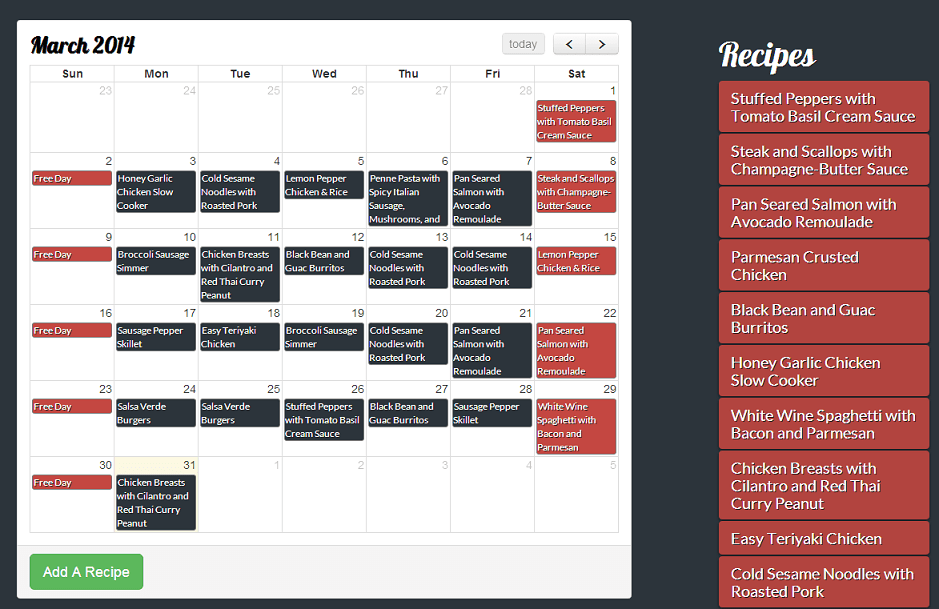 March 2014
today
Sun Mon Tue Wed Thu Fri Sat
23 24 25 26 27 28 1
Stuffed Peppers
with Tomato Basil
Cream Sauce
2 3 4 5 6 7 8
Free Day
Honey Garlic
Chicken Slow
Cooker
Cold Sesame
Noodles with
Roasted Pork
Lemon Pepper
Chicken & Rice
Penne Pasta with
Spicy Italian
Sausage,
Mushrooms, and
Pan Seared
Salmon with
Avocado
Remoulade
Steak and Scallops
with Champagne-
Butter Sauce
9 10 11 12 13 14 15
Free Day
Broccoli Sausage
Simmer
Chicken Breasts
with Cilantro and
Red Thai Curry
Peanut
Black Bean and
Guac Burritos
Cold Sesame
Noodles with
Roasted Pork
Cold Sesame
Noodles with
Roasted Pork
Lemon Pepper
Chicken & Rice
16 17 18 19 20 21 22
Free Day
Sausage Pepper
Skillet
Easy Teriyaki
Chicken
Broccoli Sausage
Simmer
Cold Sesame
Noodles with
Roasted Pork
Pan Seared
Salmon with
Avocado
Remoulade
Pan Seared
Salmon with
Avocado
Remoulade
23 24 25 26 27 28 29
Free Day
Salsa Verde
Burgers
Salsa Verde
Burgers
Stuffed Peppers
with Tomato Basil
Cream Sauce
Black Bean and
Guac Burritos
Sausage Pepper
Skillet
White Wine
Spaghetti with
Bacon and
Parmesan
30 31 1 2 3 4 5
Free Day
Chicken Breasts
with Cilantro and
Red Thai Curry
Peanut
Add A Recipe
Recipes
Stuffed Peppers with
Tomato Basil Cream Sauce
Steak and Scallops with
Champagne-Butter Sauce
Pan Seared Salmon with
Avocado Remoulade
Parmesan Crusted
Chicken
Black Bean and Guac
Burritos
Honey Garlic Chicken
Slow Cooker
White Wine Spaghetti with
Bacon and Parmesan
Chicken Breasts with
Cilantro and Red Thai
Curry Peanut
Easy Teriyaki Chicken
Cold Sesame Noodles with
Roasted Pork